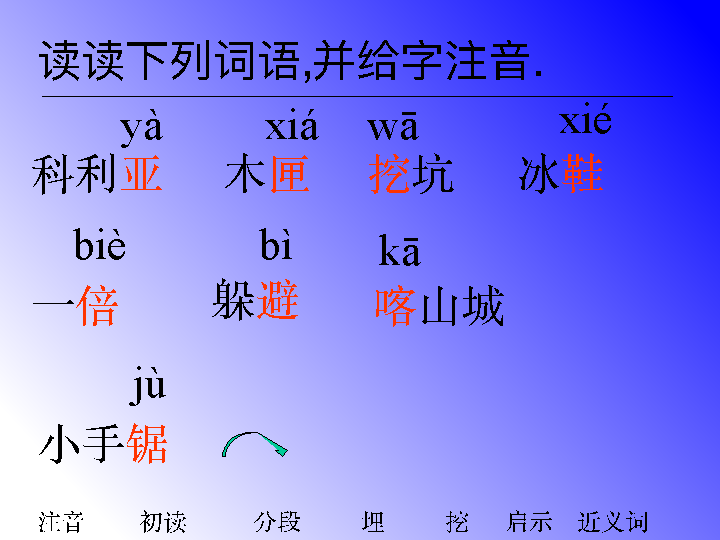 读读下列词语,并给字注音.
yà xiá wā xié
科利亚 木匣 挖坑 冰鞋
biè bì kā
一倍 躲避 喀山城
jù
小手锯
注音 初读 分段 埋 挖 启示 近义词